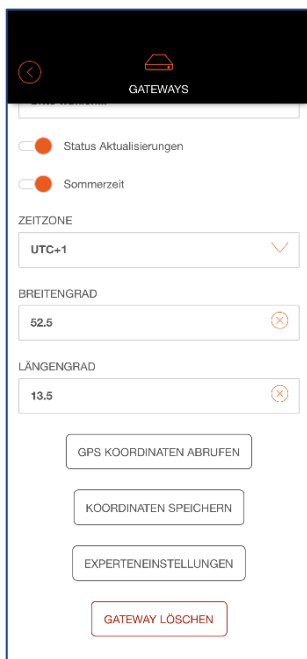 GATEWAYS
Status Aktualisierungen
Sommerzeit
ZEITZONE
UTC+1
BREITENGRAD
52.5
LÄNGENGRAD
13.5
GPS KOORDINATEN ABRUFEN
KOORDINATEN SPEICHERN
EXPERTENEINSTELLUNGEN
GATEWAY LÖSCHEN